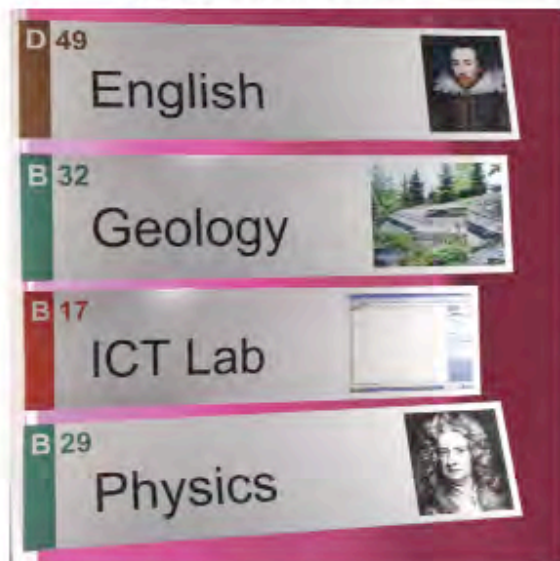 D 49
English
B 32
Geology
B 17
ICT Lab
B 29
Physics